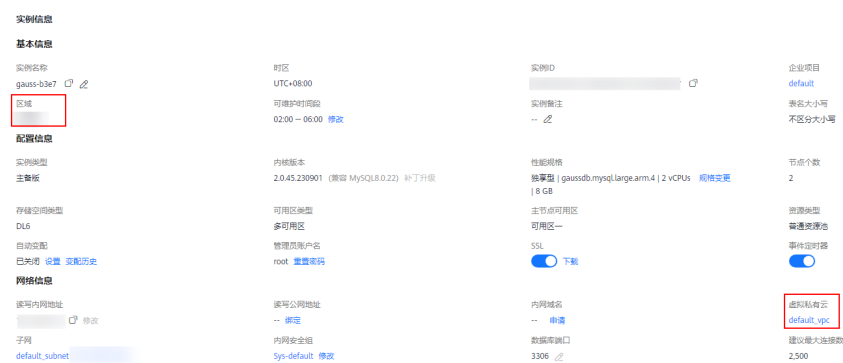 实例信息
基本信息
实例名称 时区 实例ID 企业项目
gauss-b3e7 UTC+08:00 default
区域 可维护时间段 实例备注 表名大小写
02:00 — 06:00 修改 -- 不区分大小写
配置信息
实例类型 内核版本 性能规格 节点个数
主备版 2.0.45.230901 (兼容 MySQL8.0.22) 补丁升级 独享型 | gaussdb.mysql.large.arm.4 | 2 vCPUs 规格变更 2
| 8 GB
存储空间类型 可用区类型 主节点可用区 资源类型
DL6 多可用区 可用区一 普通资源池
自动变配 管理员账户名 SSL 事件定时器
已关闭 设置 变配历史 root 重置密码 下载
网络信息
读写内网地址 读写公网地址 内网域名 虚拟私有云
修改 -- 绑定 -- 申请 default_vpc
子网 内网安全组 数据库端口 建议最大连接数
default_subnet Sys-default 修改 3306 2,500